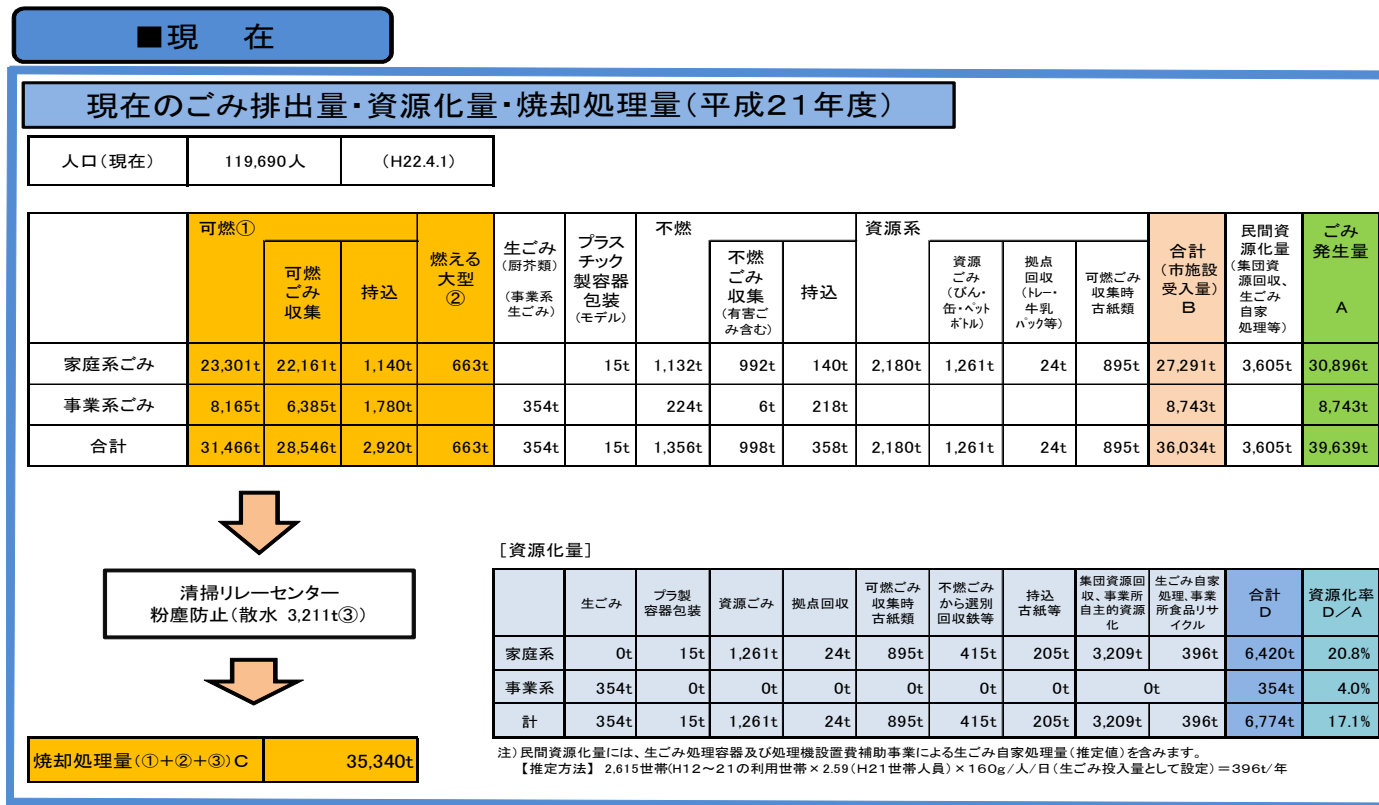 ■現 在
現在のごみ排出量・資源化量・焼却処理量(平成21年度)
人口(現在) 119,690人 (H22.4.1)
可燃①
可燃
ごみ
収集
持込
燃える
大型
②
生ごみ
(厨芥類)
(事業系
生ごみ)
プラス
チック
製容器
包装
(モデル)
不燃
不燃
ごみ
収集
(有害ご
み含む)
持込
資源系
資源
ごみ
(びん・
缶・ペット
ボトル)
拠点
回収
(トレー・
牛乳
パック等)
可燃ごみ
収集時
古紙類
合計
(市施設
受入量)
B
民間資
源化量
(集団資
源回収、
生ごみ
自家
処理等)
ごみ
発生量
A
家庭系ごみ 23,301t 22,161t 1,140t 663t 15t 1,132t 992t 140t 2,180t 1,261t 24t 895t 27,291t 3,605t 30,896t
事業系ごみ 8,165t 6,385t 1,780t 354t 224t 6t 218t 8,743t 8,743t
合計 31,466t 28,546t 2,920t 663t 354t 15t 1,356t 998t 358t 2,180t 1,261t 24t 895t 36,034t 3,605t 39,639t
清掃リレーセンター
粉塵防止(散水 3,211t③)
焼却処理量(①+②+③)C 35,340t
[資源化量]
生ごみ
プラ製
容器包装
資源ごみ
拠点回収
可燃ごみ
収集時
古紙類
不燃ごみ
から選別
回収鉄等
持込
古紙等
集団資源回
収、事業所
自主的資源
化
生ごみ自家
処理、事業
所食品リサ
イクル
合計
D
資源化率
D/A
家庭系 0t 15t 1,261t 24t 895t 415t 205t 3,209t 396t 6,420t 20.8%
事業系 354t 0t 0t 0t 0t 0t 0t 0t 354t 4.0%
計 354t 15t 1,261t 24t 895t 415t 205t 3,209t 396t 6,774t 17.1%
注)民間資源化量には、生ごみ処理容器及び処理機設置費補助事業による生ごみ自家処理量(推定値)を含みます。
【推定方法】 2,615世帯(H12~21の利用世帯×2.59(H21世帯人員)×160g/人/日(生ごみ投入量として設定)=396t/年